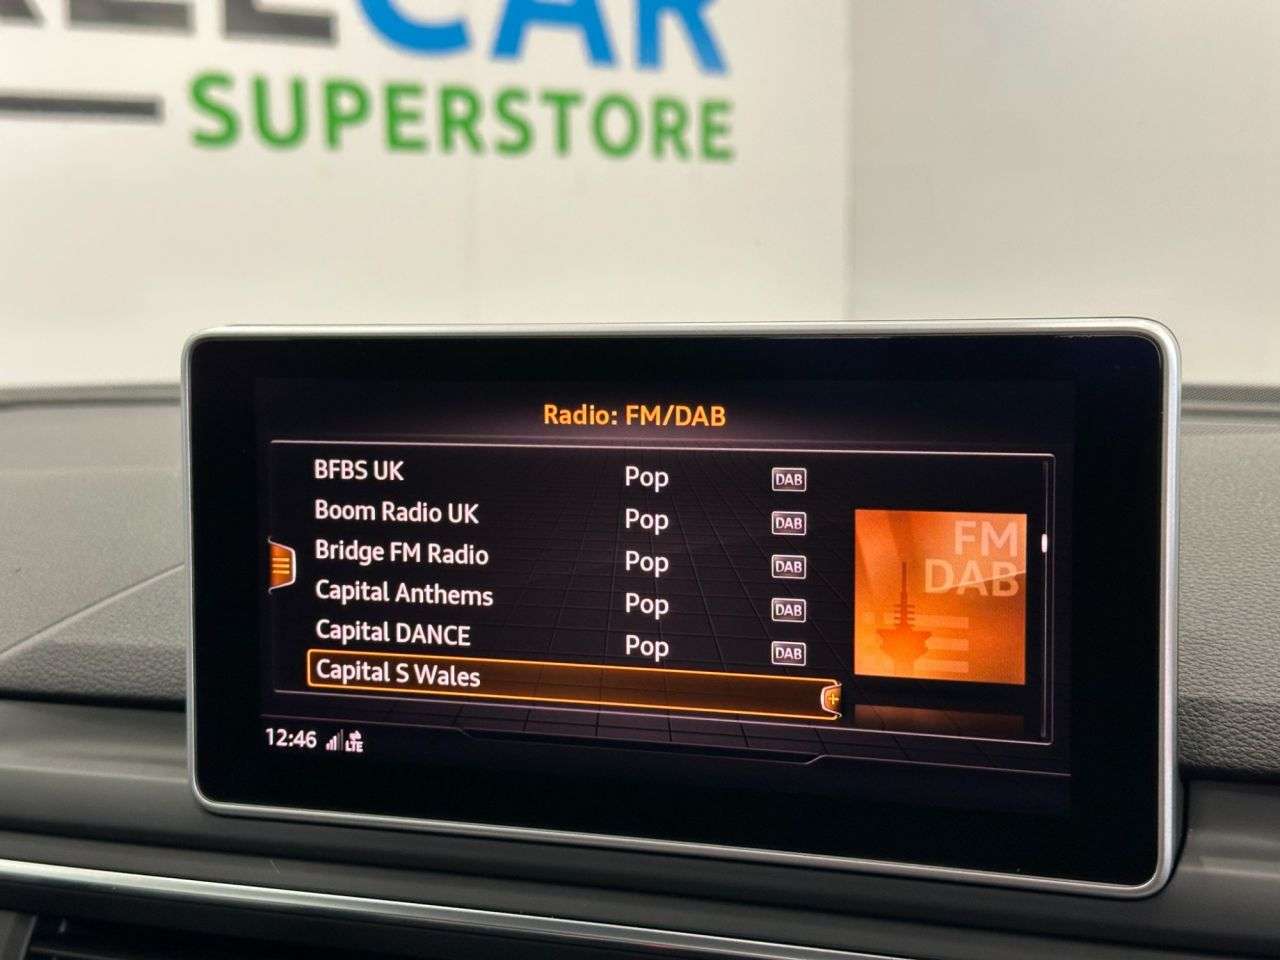 CAR
SUPERSTORE
Radio: FM/DAB
BFBS UK Pop DAB
Boom Radio UK Pop DAB
Bridge FM Radio Pop DAB
Capital Anthems Pop DAB
Capital DANCE Pop DAB
Capital S Wales
FM
DAB
12:46 LTE